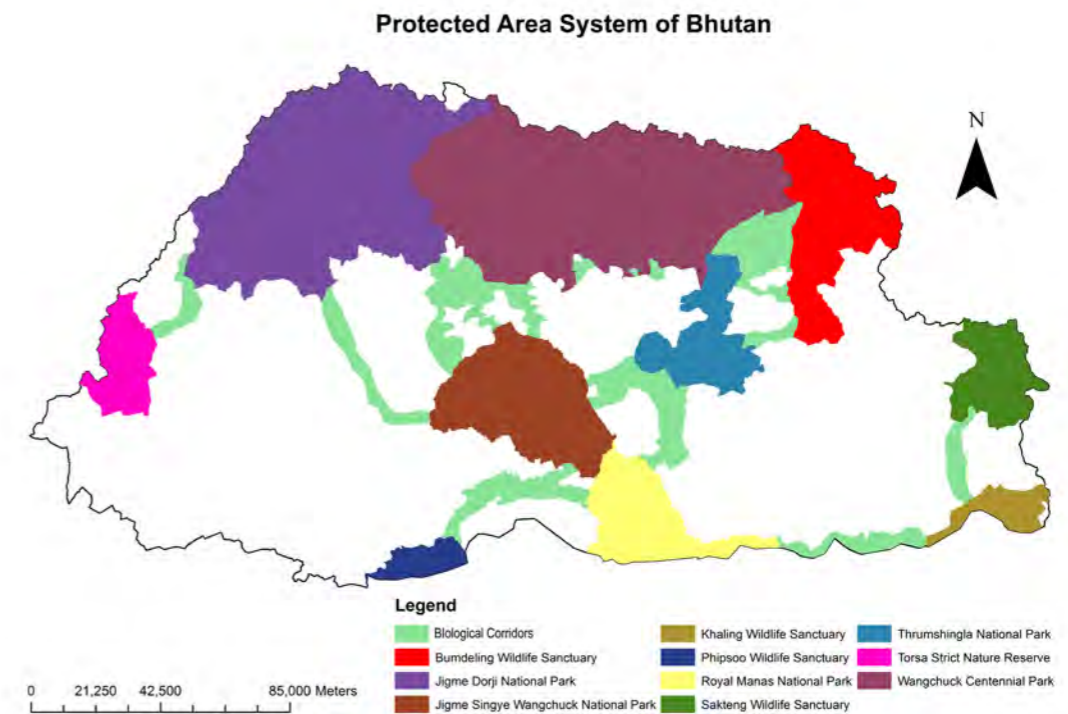 Protected Area System of Bhutan
N
Legend
Blological Corridors
Bumdeling Wildlife Sanctuary
Jigme Dorji National Park
Jigme Singye Wangchuck National Park
Khaling Wildlife Sanctuary
Phipsoo Wildlife Sanctuary
Royal Manas National Park
Sakteng Wildlife Sanctuary
Thrumshingla National Park
Torsa Strict Nature Reserve
Wangchuck Centennial Park
0 21,250 42,500 85,000 Meters